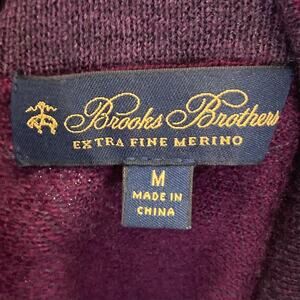 Brooks Brothers
EXTRA FINE MERINO
M
MADE IN
CHINA